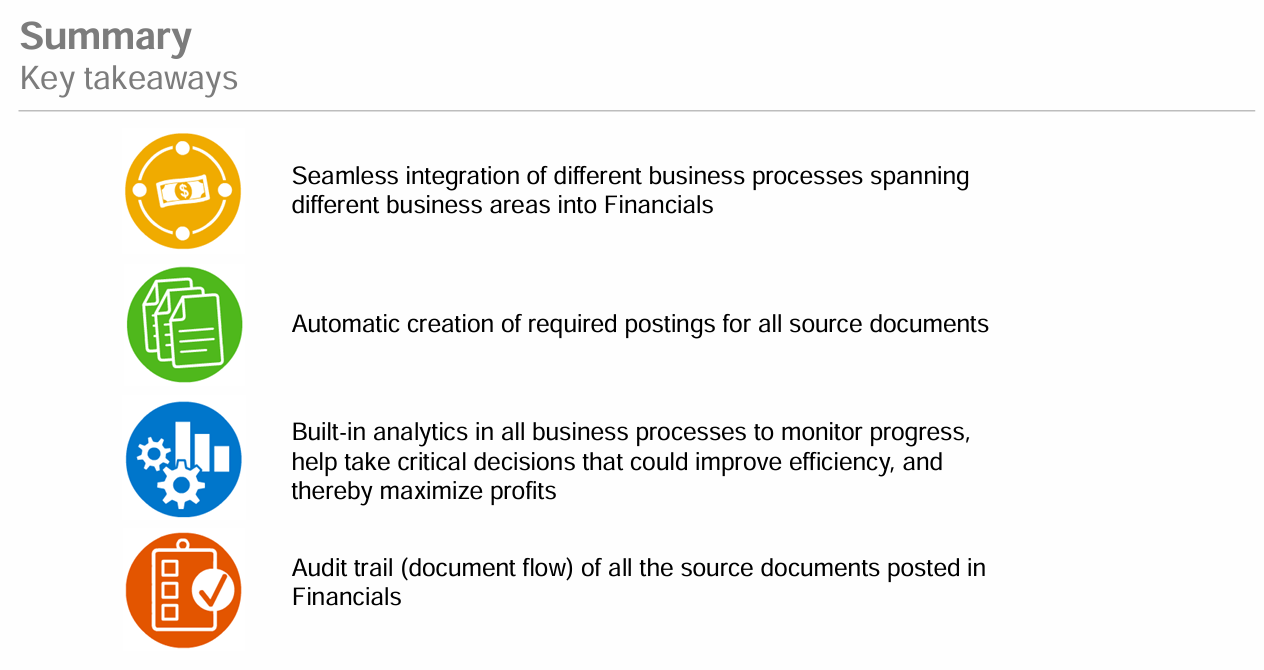 Summary
Key takeaways
Seamless integration of different business processes spanning
different business areas into Financials
$
Automatic creation of required postings for all source documents
Built-in analytics in all business processes to monitor progress,
help take critical decisions that could improve efficiency, and
thereby maximize profits
Audit trail (document flow) of all the source documents posted in
Financials